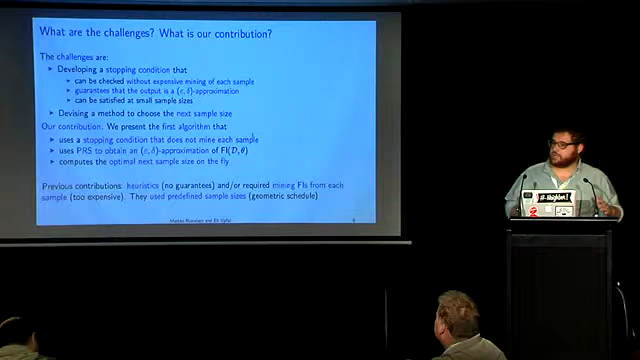 What are the challenges? What is our contribution?
The challenges are:
Developing a stopping condition that
can be checked without expensive mining of each sample
guarantees that the output is a (ε, δ)-approximation
can be satisfied at small sample sizes
Devising a method to choose the next sample size
Our contribution: We present the first algorithm that
uses a stopping condition that does not mine each sample
uses PRS to obtain an (ε, δ)-approximation of FI(D, θ)
computes the optimal next sample size on the fly
Previous contributions: heuristics (no guarantees) and/or required mining FIs from each
sample (too expensive). They used predefined sample sizes (geometric schedule)
Matteo Riondato and Eli Upfal